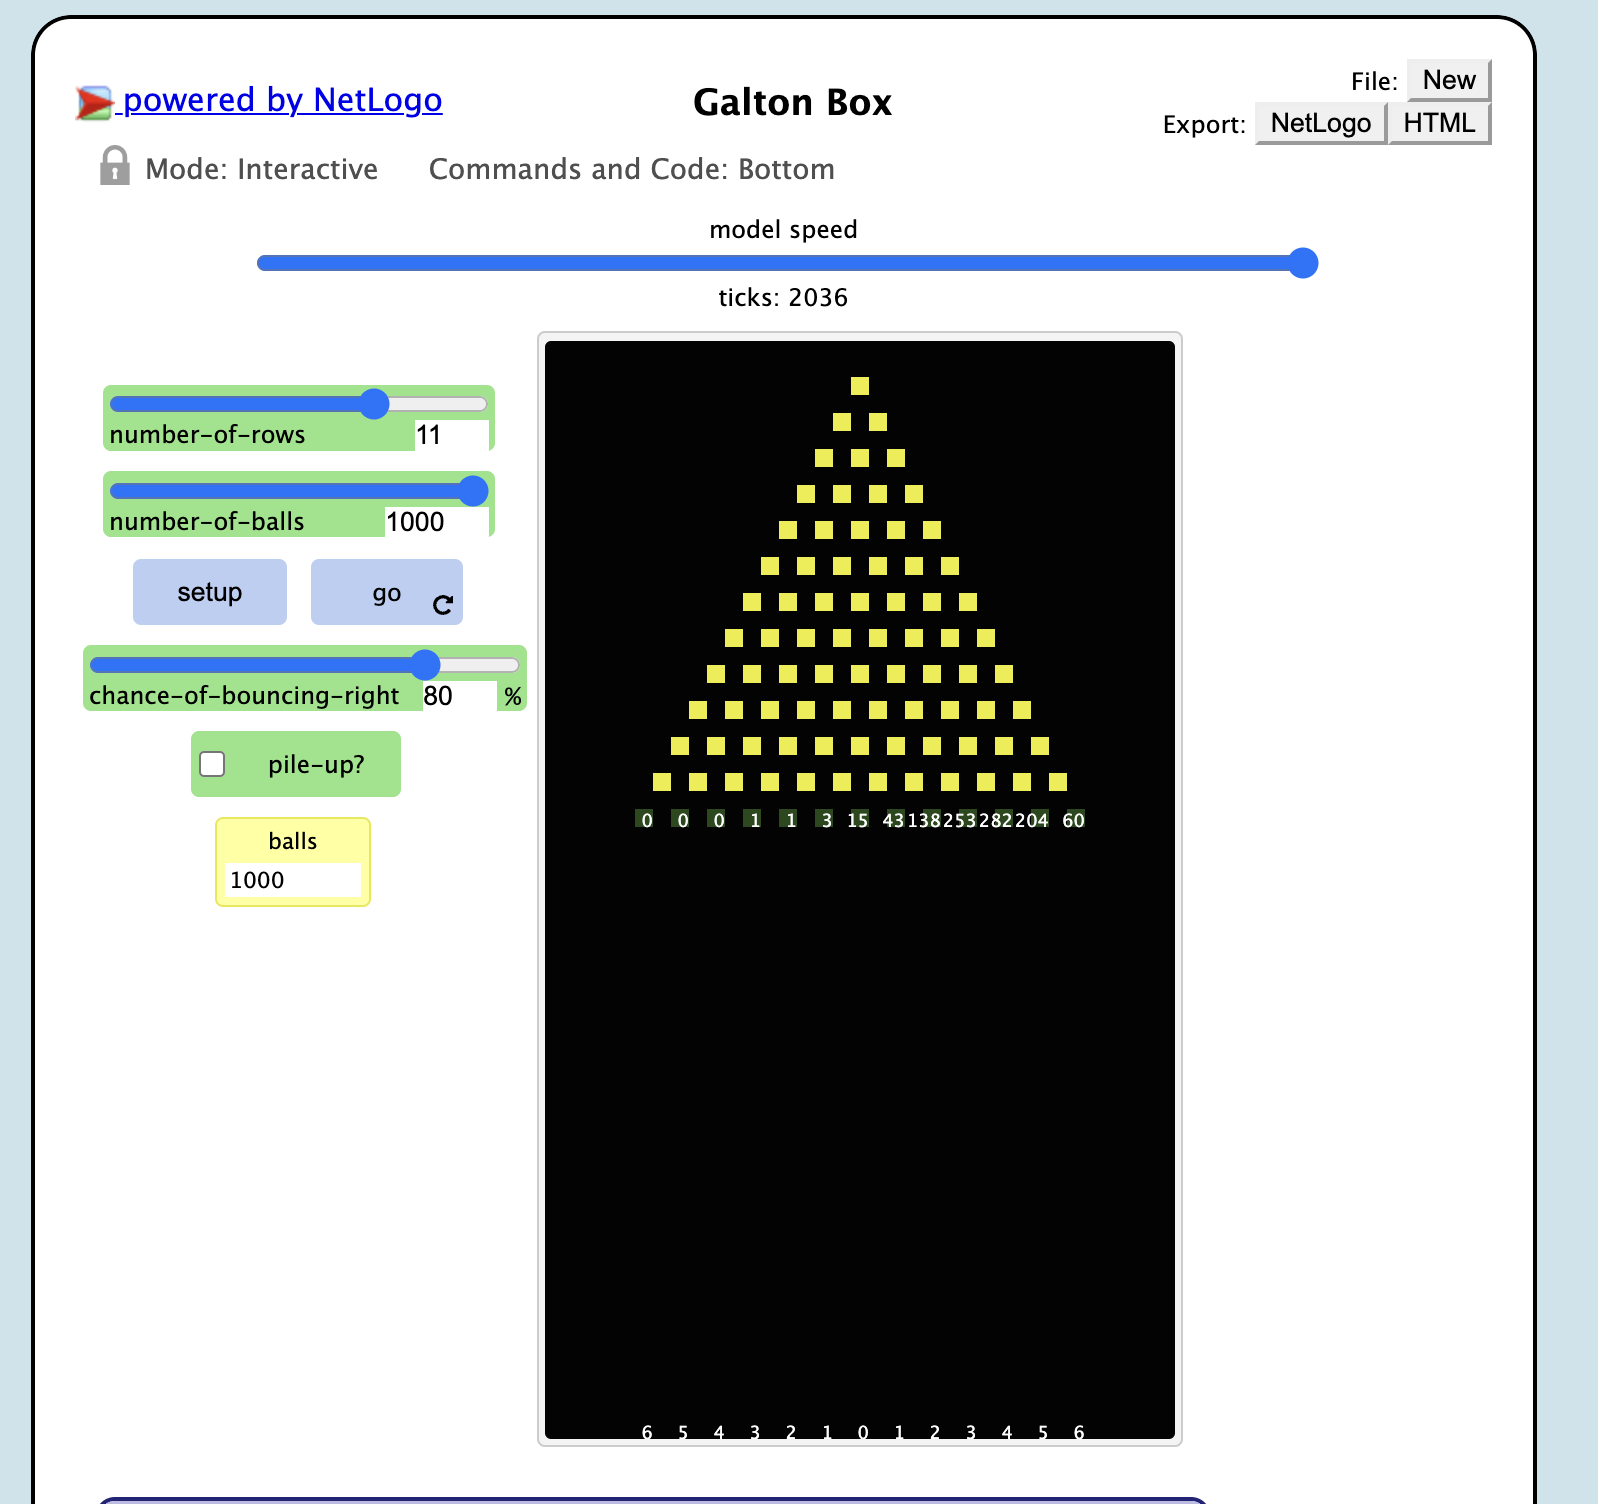 powered by NetLogo
Galton Box
File: New
Export: NetLogo HTML
Mode: Interactive Commands and Code: Bottom
model speed
ticks: 2036
number-of-rows 11
number-of-balls 1000
setup go
chance-of-bouncing-right 80 %
pile-up?
balls
1000
0 0 0 1 1 3 15 43 138 253 282 204 60
6 5 4 3 2 1 0 1 2 3 4 5 6